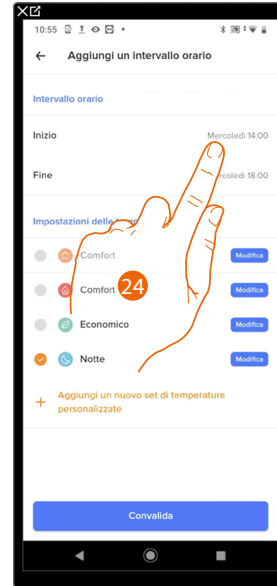 10:55
Aggiungi un intervallo orario
Intervallo orario
Inizio Mercoledì 14:00
Fine 18:00
Impostazioni delle
Comfort Modifica
Comfort Modifica
24
Economico Modifica
Notte Modifica
+ Aggiungi un nuovo set di temperature
personalizzate
Convalida